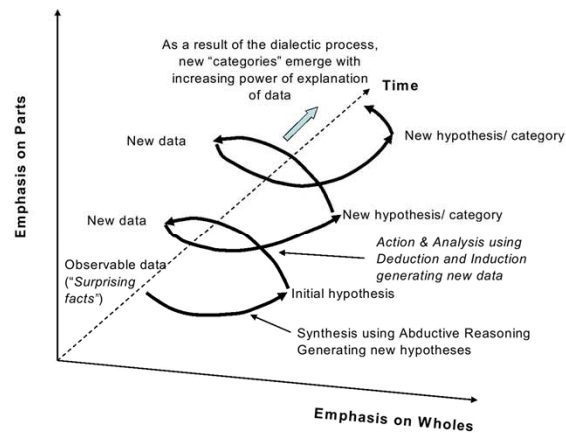 As a result of the dialectic process,
new “categories” emerge with
increasing power of explanation
of data
Time
Emphasis on Parts
New data
New hypothesis/ category
New data
New hypothesis/ category
Action & Analysis using
Deduction and Induction
generating new data
Observable data
(“Surprising
facts”)
Initial hypothesis
Synthesis using Abductive Reasoning
Generating new hypotheses
Emphasis on Wholes